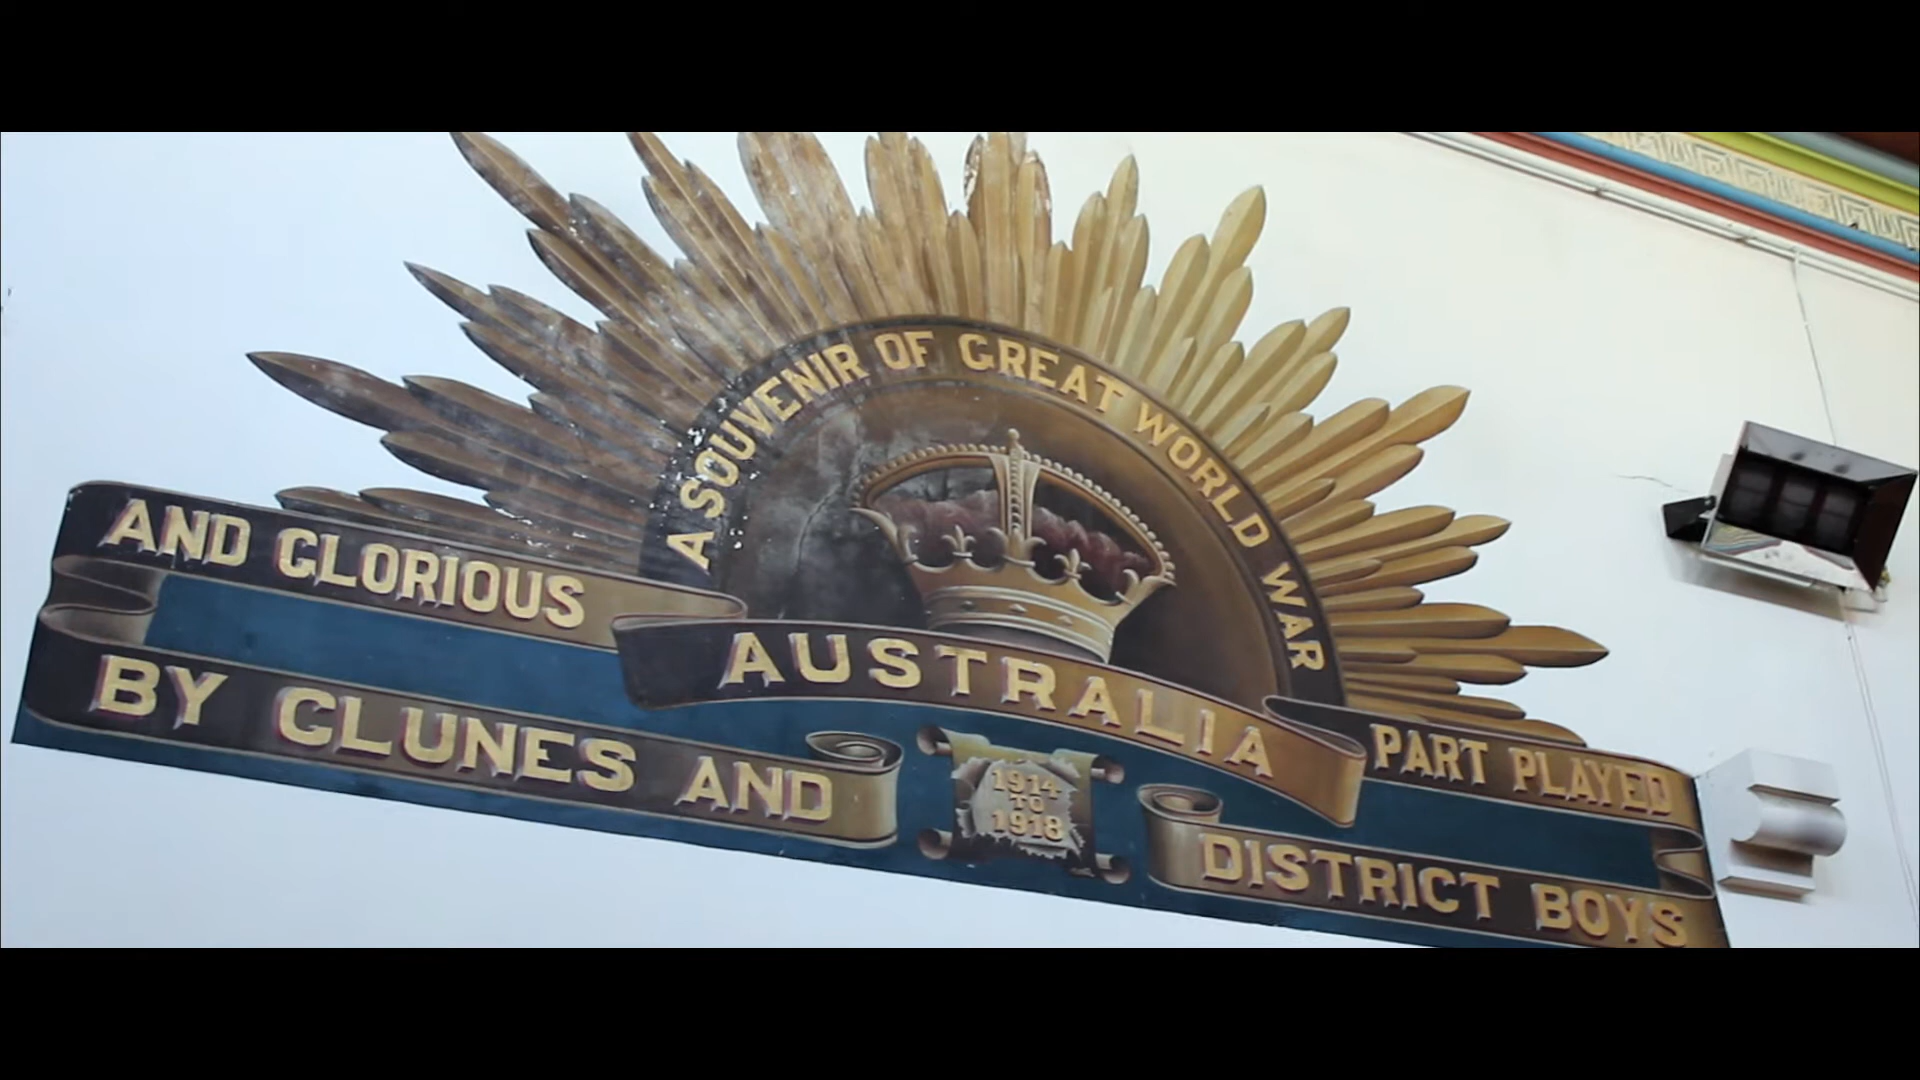 A SOUVENIR OF GREAT WORLD WAR
AND GLORIOUS
AUSTRALIA
PART PLAYED
BY CLUNES AND
1914
TO
1918
DISTRICT BOYS